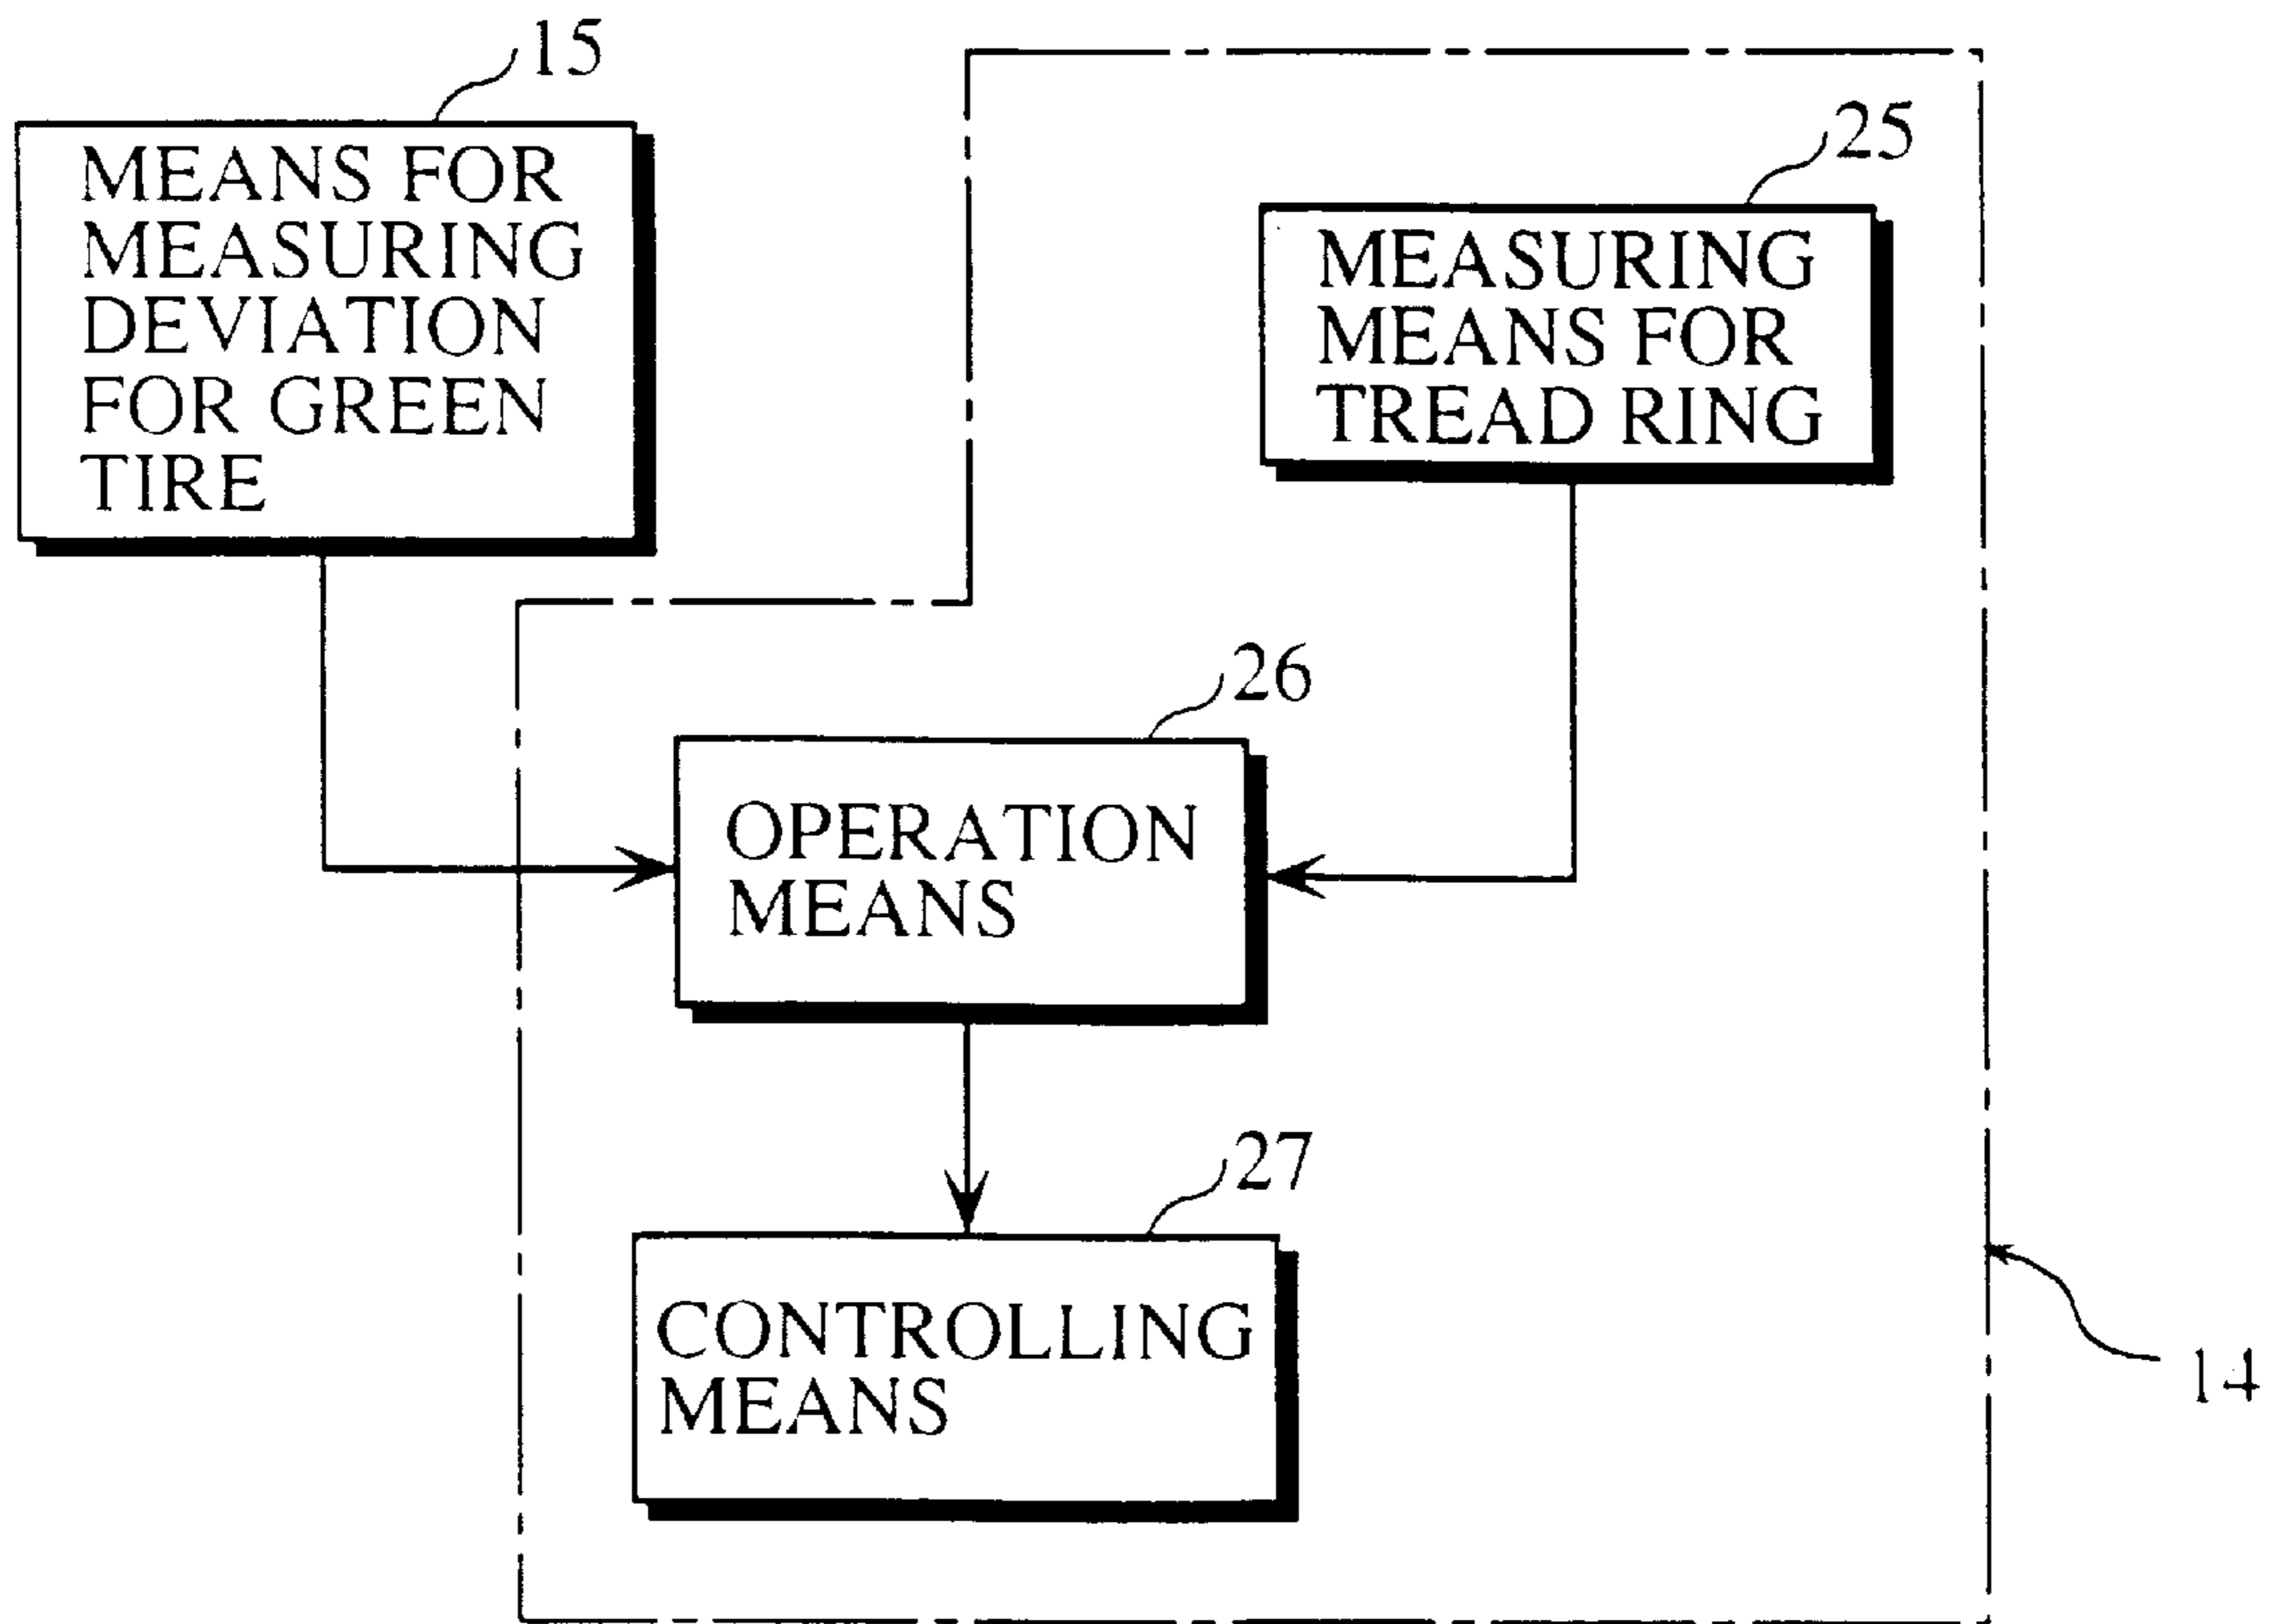 15
MEANS FOR
MEASURING
DEVIATION
FOR GREEN
TIRE
25
MEASURING
MEANS FOR
TREAD RING
26
OPERATION
MEANS
27
CONTROLLING
MEANS
14